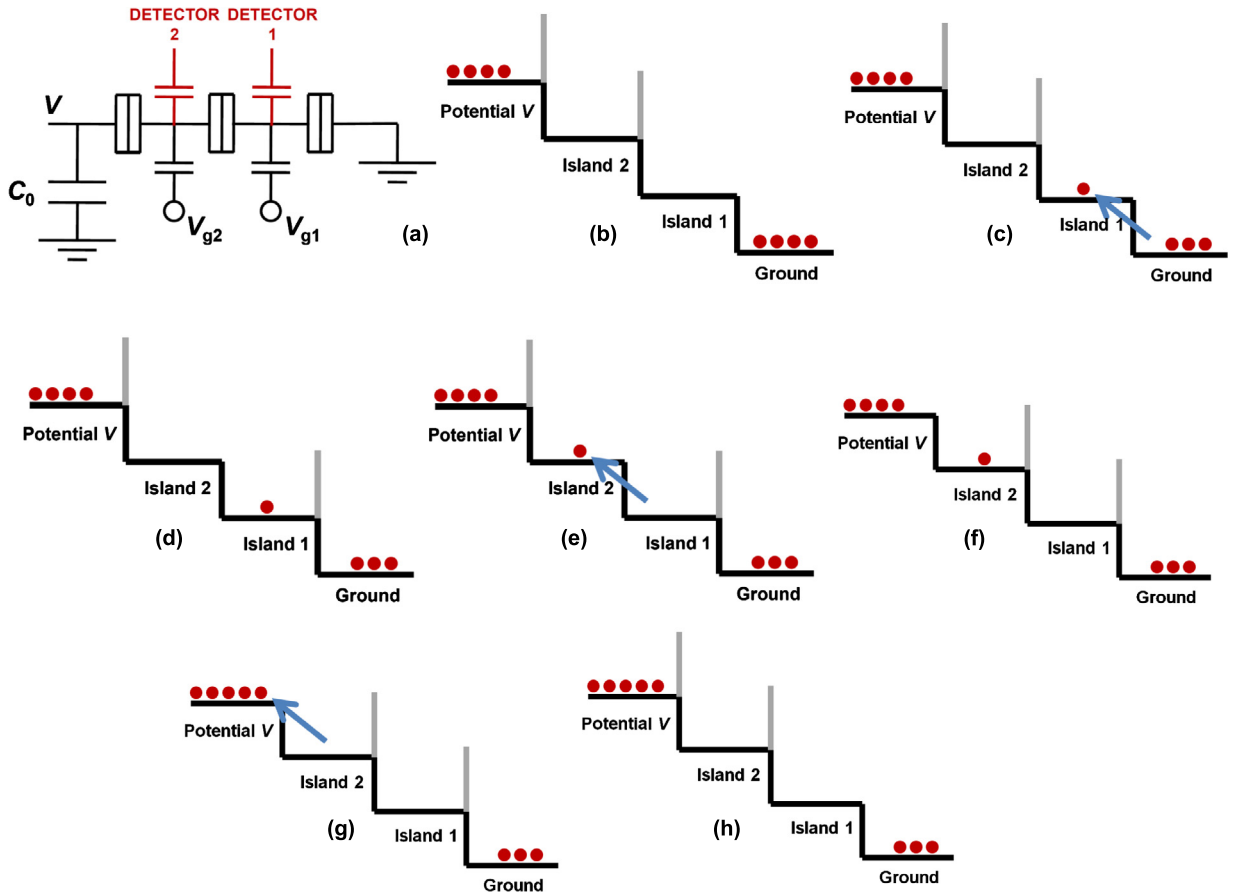 DETECTOR DETECTOR
2 1
V
C0
Vg2
Vg1
(a)
Potential V
Island 2
Island 1
(b)
Ground
Potential V
Island 2
Island 1
(c)
Ground
Potential V
Island 2
(d)
Island 1
Ground
Potential V
Island 2
(e)
Island 1
Ground
Potential V
Island 2
(f)
Island 1
Ground
Potential V
Island 2
(g)
Island 1
Ground
Potential V
Island 2
(h)
Island 1
Ground